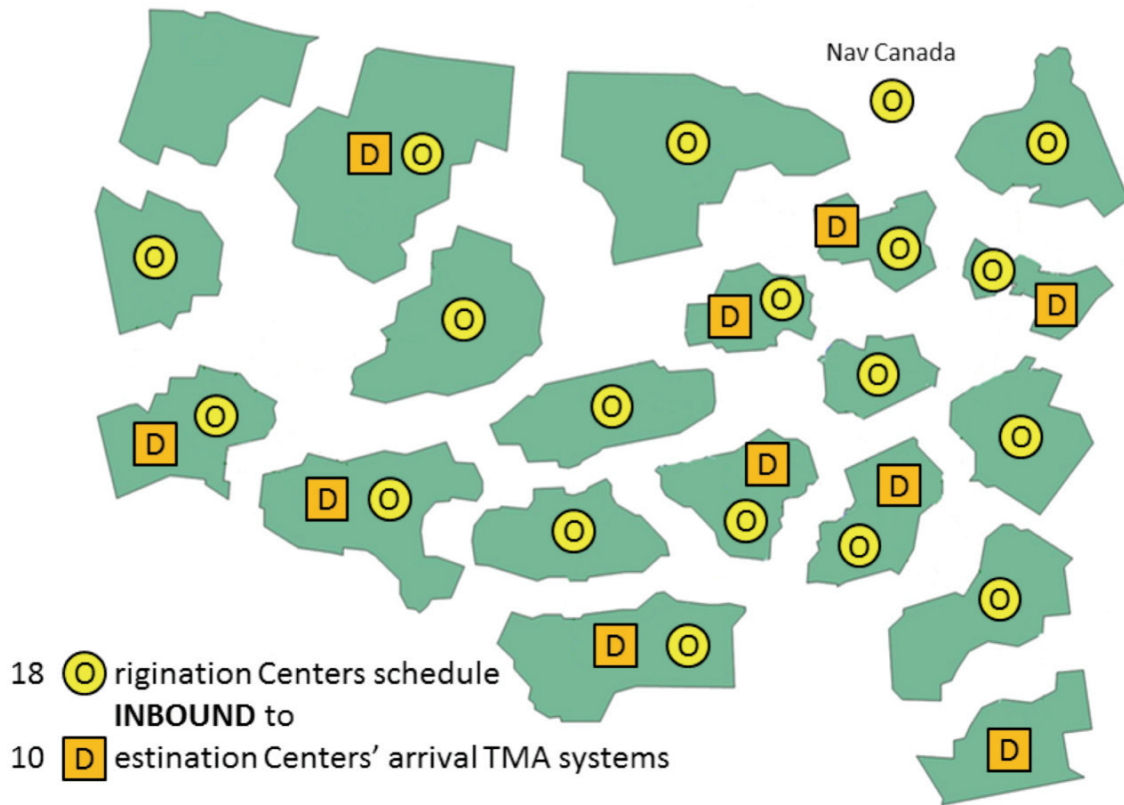 Nav Canada
O
D O O O
D
O O O
D O D
O
O
O O
D O
D
D O D
O O O
O
D O
18 O rigination Centers schedule
INBOUND to
10 D estination Centers' arrival TMA systems
D